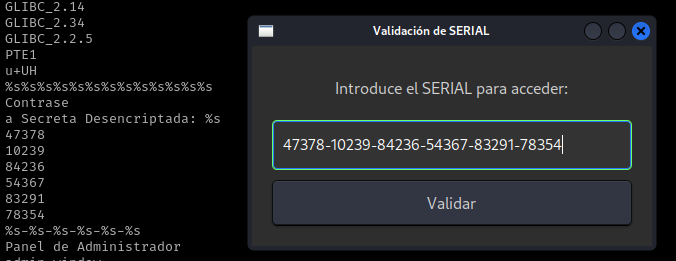 GLIBC_2.14
GLIBC_2.34
GLIBC_2.2.5
PTE1
u+UH
%s%s%s%s%s%s%s%s%s%s%s%s%s
Contrase
a Secreta Desencriptada: %s
47378
10239
84236
54367
83291
78354
%s-%s-%s-%s-%s-%s
Panel de Administrador
admin_window
Validación de SERIAL
Introduce el SERIAL para acceder:
47378-10239-84236-54367-83291-78354
Validar